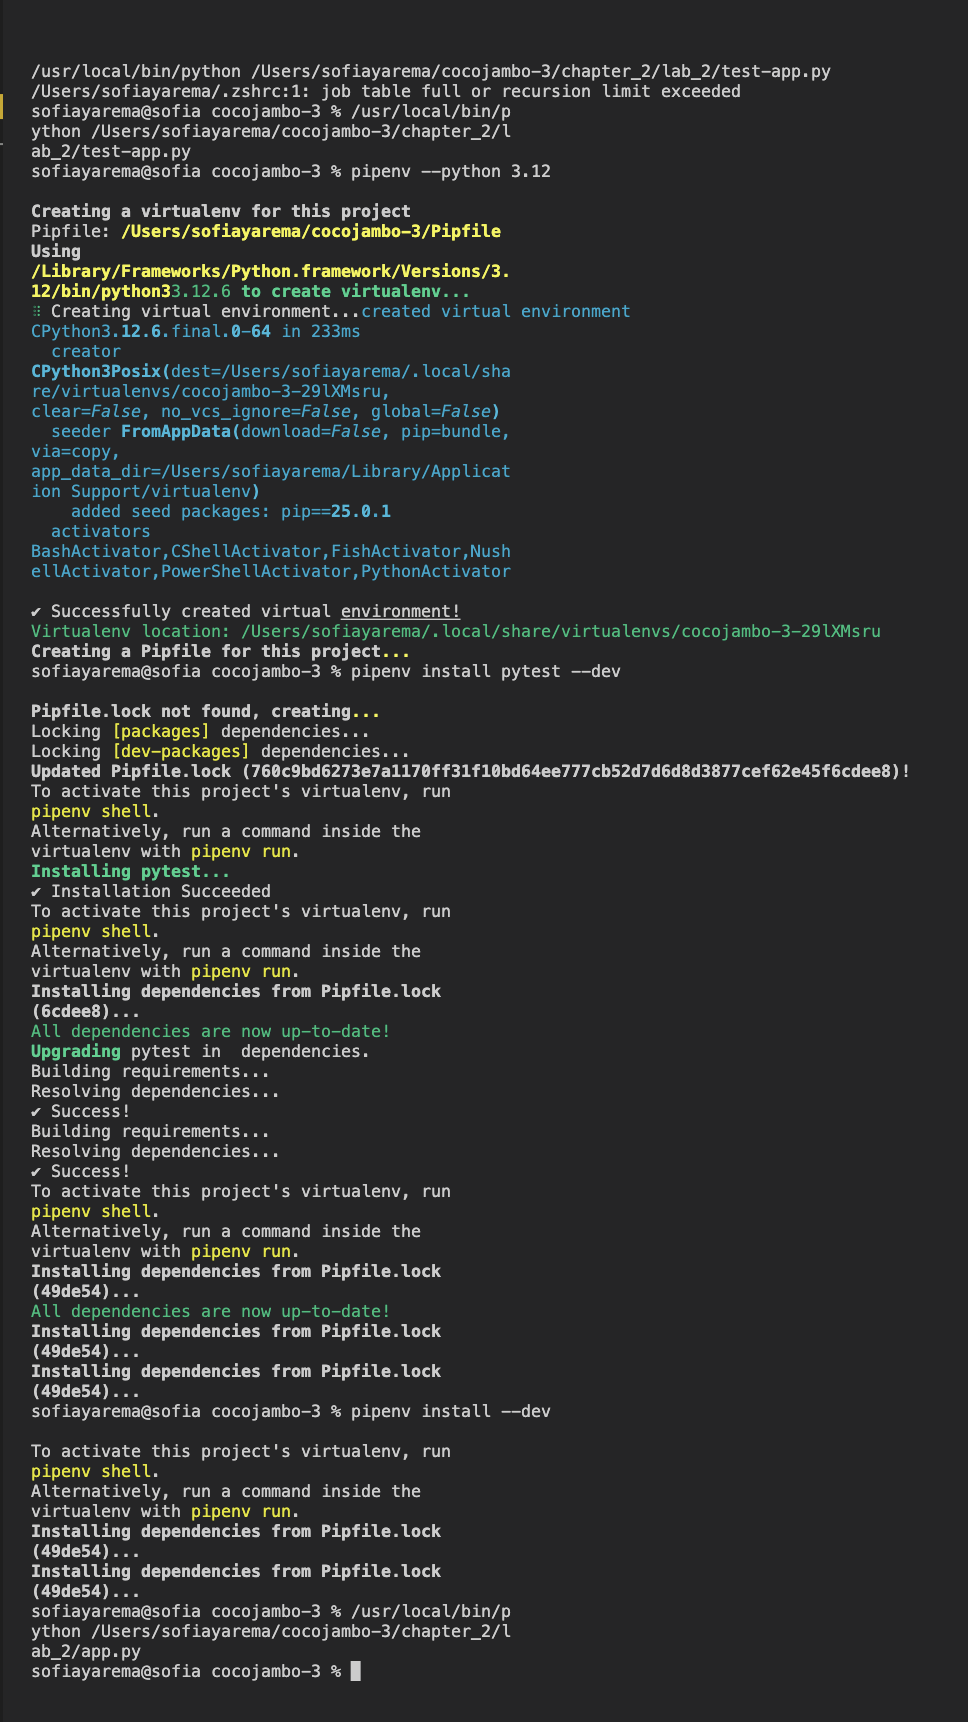 /usr/local/bin/python /Users/sofiayarema/cocojambo-3/chapter_2/lab_2/test-app.py
/Users/sofiayarema/.zshrc:1: job table full or recursion limit exceeded
sofiayarema@sofia cocojambo-3 % /usr/local/bin/p
ython /Users/sofiayarema/cocojambo-3/chapter_2/l
ab_2/test-app.py
sofiayarema@sofia cocojambo-3 % pipenv --python 3.12
Creating a virtualenv for this project
Pipfile: /Users/sofiayarema/cocojambo-3/Pipfile
Using
/Library/Frameworks/Python.framework/Versions/3.
12/bin/python33.12.6 to create virtualenv...
⠸ Creating virtual environment...created virtual environment
CPython3.12.6.final.0-64 in 233ms
  creator
CPython3Posix(dest=/Users/sofiayarema/.local/sha
re/virtualenvs/cocojambo-3-29lXMsru,
clear=False, no_vcs_ignore=False, global=False)
  seeder FromAppData(download=False, pip=bundle,
via=copy,
app_data_dir=/Users/sofiayarema/Library/Applicat
ion Support/virtualenv)
    added seed packages: pip==25.0.1
  activators
BashActivator,CShellActivator,FishActivator,Nush
ellActivator,PowerShellActivator,PythonActivator
✔ Successfully created virtual environment!
Virtualenv location: /Users/sofiayarema/.local/share/virtualenvs/cocojambo-3-29lXMsru
Creating a Pipfile for this project...
sofiayarema@sofia cocojambo-3 % pipenv install pytest --dev
Pipfile.lock not found, creating...
Locking [packages] dependencies...
Locking [dev-packages] dependencies...
Updated Pipfile.lock (760c9bd6273e7a1170ff31f10bd64ee777cb52d7d6d8d3877cef62e45f6cdee8)!
To activate this project's virtualenv, run
pipenv shell.
Alternatively, run a command inside the
virtualenv with pipenv run.
Installing pytest...
✔ Installation Succeeded
To activate this project's virtualenv, run
pipenv shell.
Alternatively, run a command inside the
virtualenv with pipenv run.
Installing dependencies from Pipfile.lock
(6cdee8)...
All dependencies are now up-to-date!
Upgrading pytest in  dependencies.
Building requirements...
Resolving dependencies...
✔ Success!
Building requirements...
Resolving dependencies...
✔ Success!
To activate this project's virtualenv, run
pipenv shell.
Alternatively, run a command inside the
virtualenv with pipenv run.
Installing dependencies from Pipfile.lock
(49de54)...
All dependencies are now up-to-date!
Installing dependencies from Pipfile.lock
(49de54)...
Installing dependencies from Pipfile.lock
(49de54)...
sofiayarema@sofia cocojambo-3 % pipenv install --dev
To activate this project's virtualenv, run
pipenv shell.
Alternatively, run a command inside the
virtualenv with pipenv run.
Installing dependencies from Pipfile.lock
(49de54)...
Installing dependencies from Pipfile.lock
(49de54)...
sofiayarema@sofia cocojambo-3 % /usr/local/bin/p
ython /Users/sofiayarema/cocojambo-3/chapter_2/l
ab_2/app.py
sofiayarema@sofia cocojambo-3 %